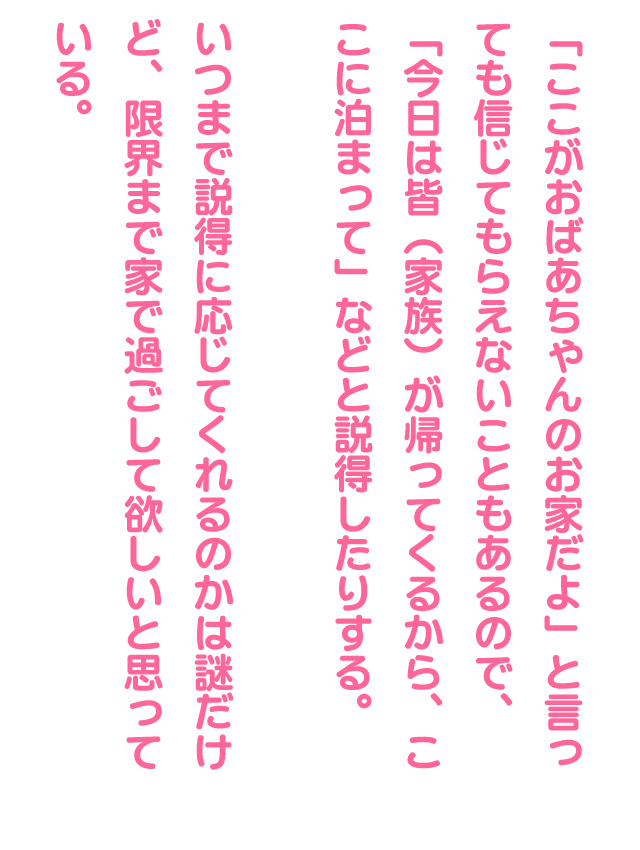 「ここがおばあちゃんのお家だよ」と言っ
ても信じてもらえないこともあるので、
「今日は皆（家族）が帰ってくるから、こ
こに泊まって」などと説得したりする。
いつまで説得に応じてくれるのかは謎だけ
ど、限界まで家で過ごして欲しいと思って
いる。